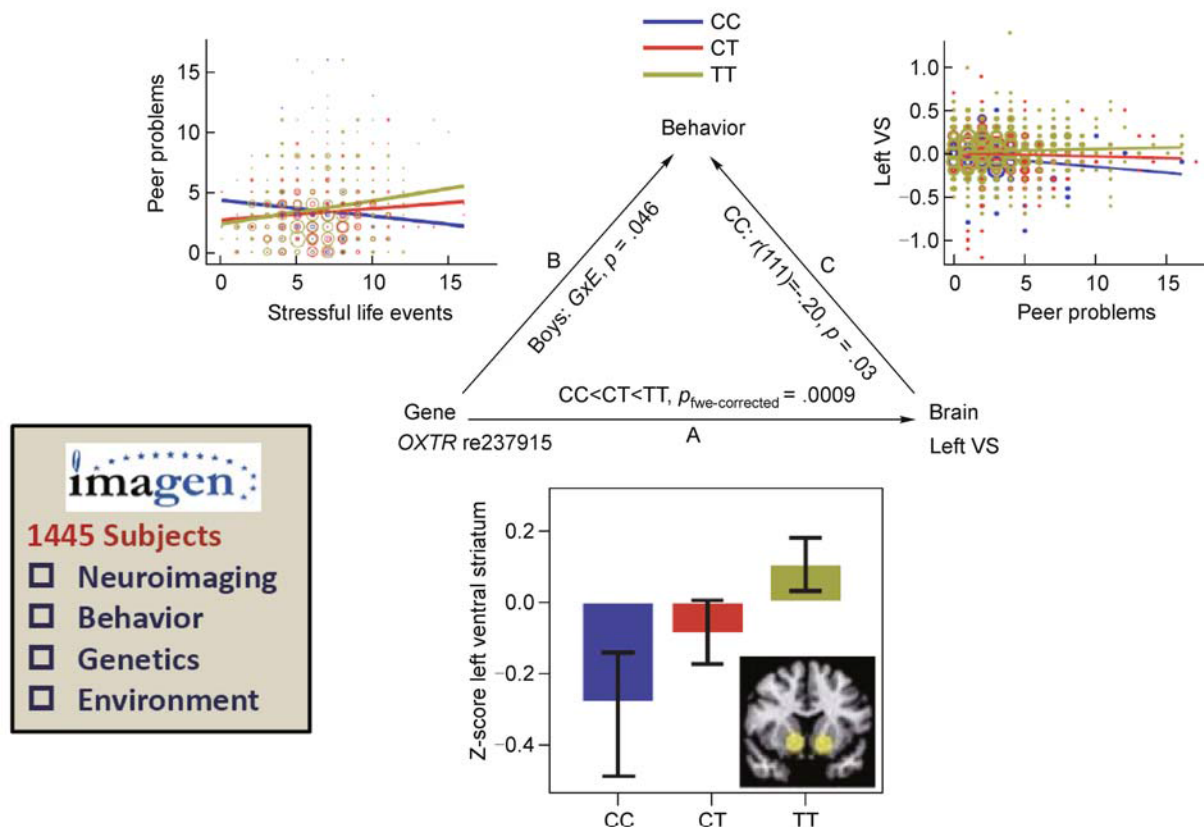 CC
CT
TT
15
10
5
0
Peer problems
0
5
10
15
Stressful life events
Behavior
1.0
0.5
0.0
−0.5
−1.0
Left VS
0
5
10
15
Peer problems
B
Boys: GxE, p = .046
C
CC: r(111)=-.20, p = .03
CC<CT<TT, pfwe-corrected = .0009
A
Gene
OXTR re237915
Brain
Left VS
imagen
1445 Subjects
Neuroimaging
Behavior
Genetics
Environment
0.2
0.0
−0.2
−0.4
Z-score left ventral striatum
CC
CT
TT